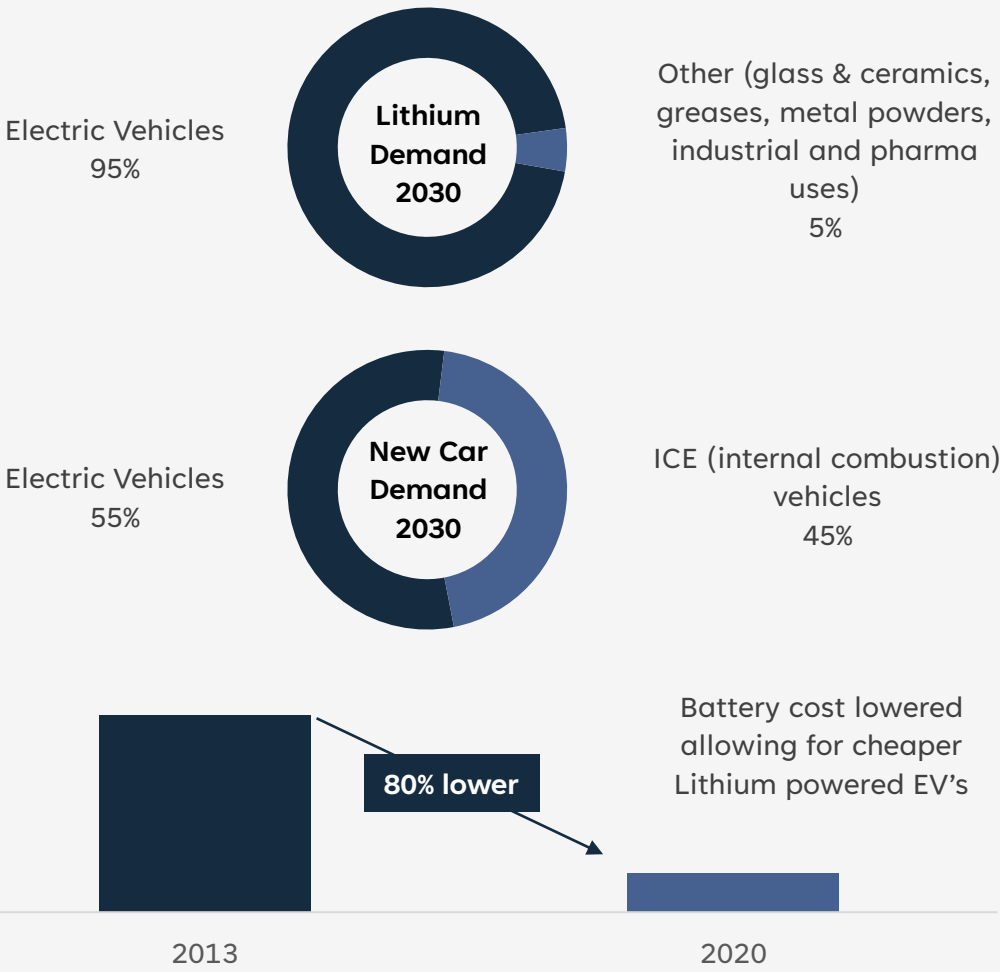 Electric Vehicles
95%
Lithium
Demand
2030
Other (glass & ceramics,
greases, metal powders,
industrial and pharma
uses)
5%
Electric Vehicles
55%
New Car
Demand
2030
ICE (internal combustion)
vehicles
45%
Battery cost lowered
allowing for cheaper
Lithium powered EV’s
80% lower
2013
2020